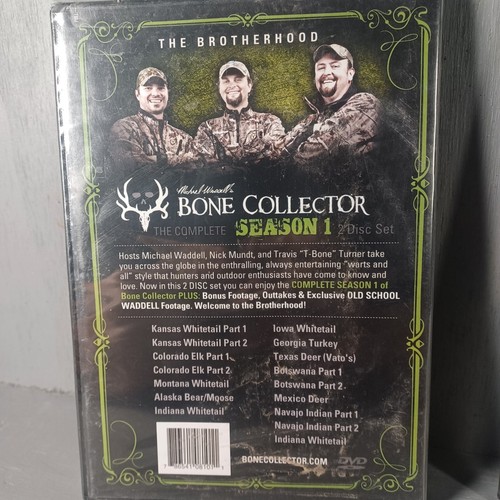 THE BROTHERHOOD
Michael Waddell's
BONE COLLECTOR
THE COMPLETE SEASON 1 2 Disc Set
Hosts Michael Waddell, Nick Mundt, and Travis "T-Bone" Turner take
you across the globe in the enthralling, always entertaining "warts and
all" style that hunters and outdoor enthusiasts have come to know and
love. Now in this 2 DISC set you can enjoy the COMPLETE SEASON 1 of
Bone Collector PLUS: Bonus Footage, Outtakes & Exclusive OLD SCHOOL
WADDELL Footage. Welcome to the Brotherhood!
Kansas Whitetail Part 1
Kansas Whitetail Part 2
Colorado Elk Part 1
Colorado Elk Part 2
Montana Whitetail
Alaska Bear/Moose
Indiana Whitetail
Iowa Whitetail
Georgia Turkey
Texas Deer (Vato's)
Botswana Part 1
Botswana Part 2
Mexico Deer
Navajo Indian Part 1
Navajo Indian Part 2
Indiana Whitetail
BONECOLLECTOR.COM
DVD